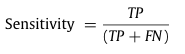 Sensitivity = TP / (TP + FN)